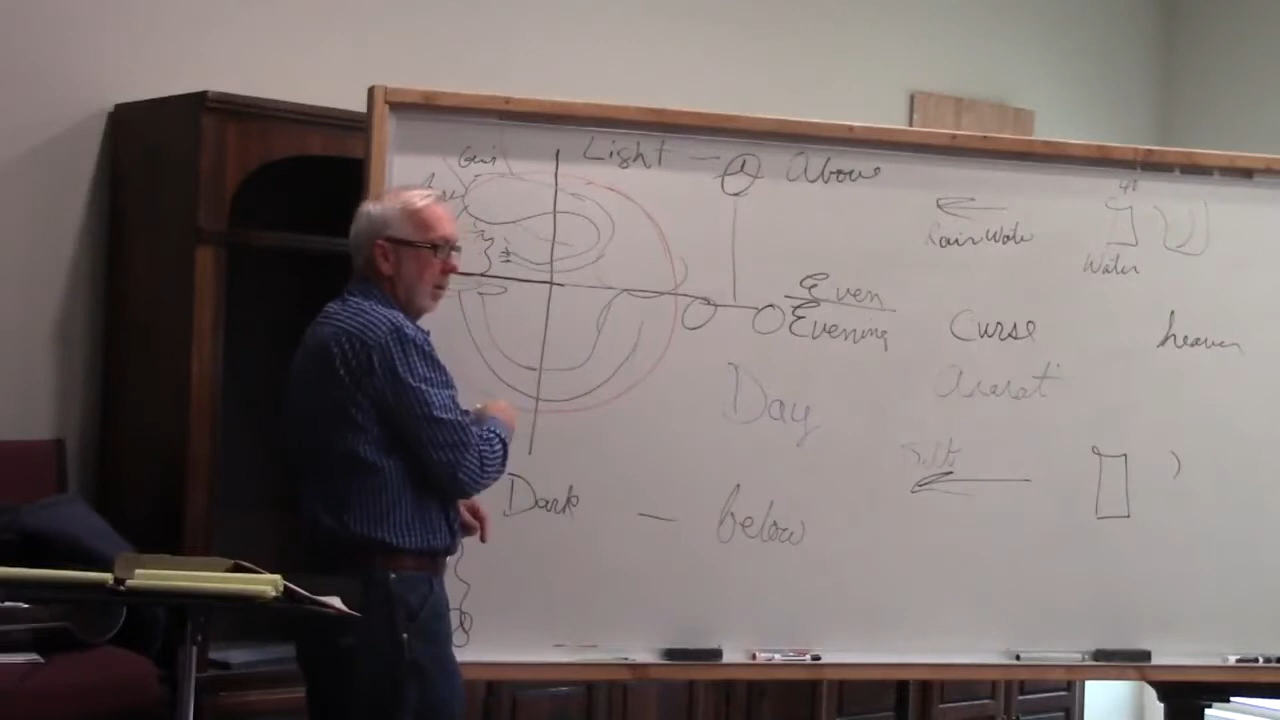 Light — Above
Rain Water
Water
Even
Evening
Curse
heaven
Day
Ararat
Dark — below